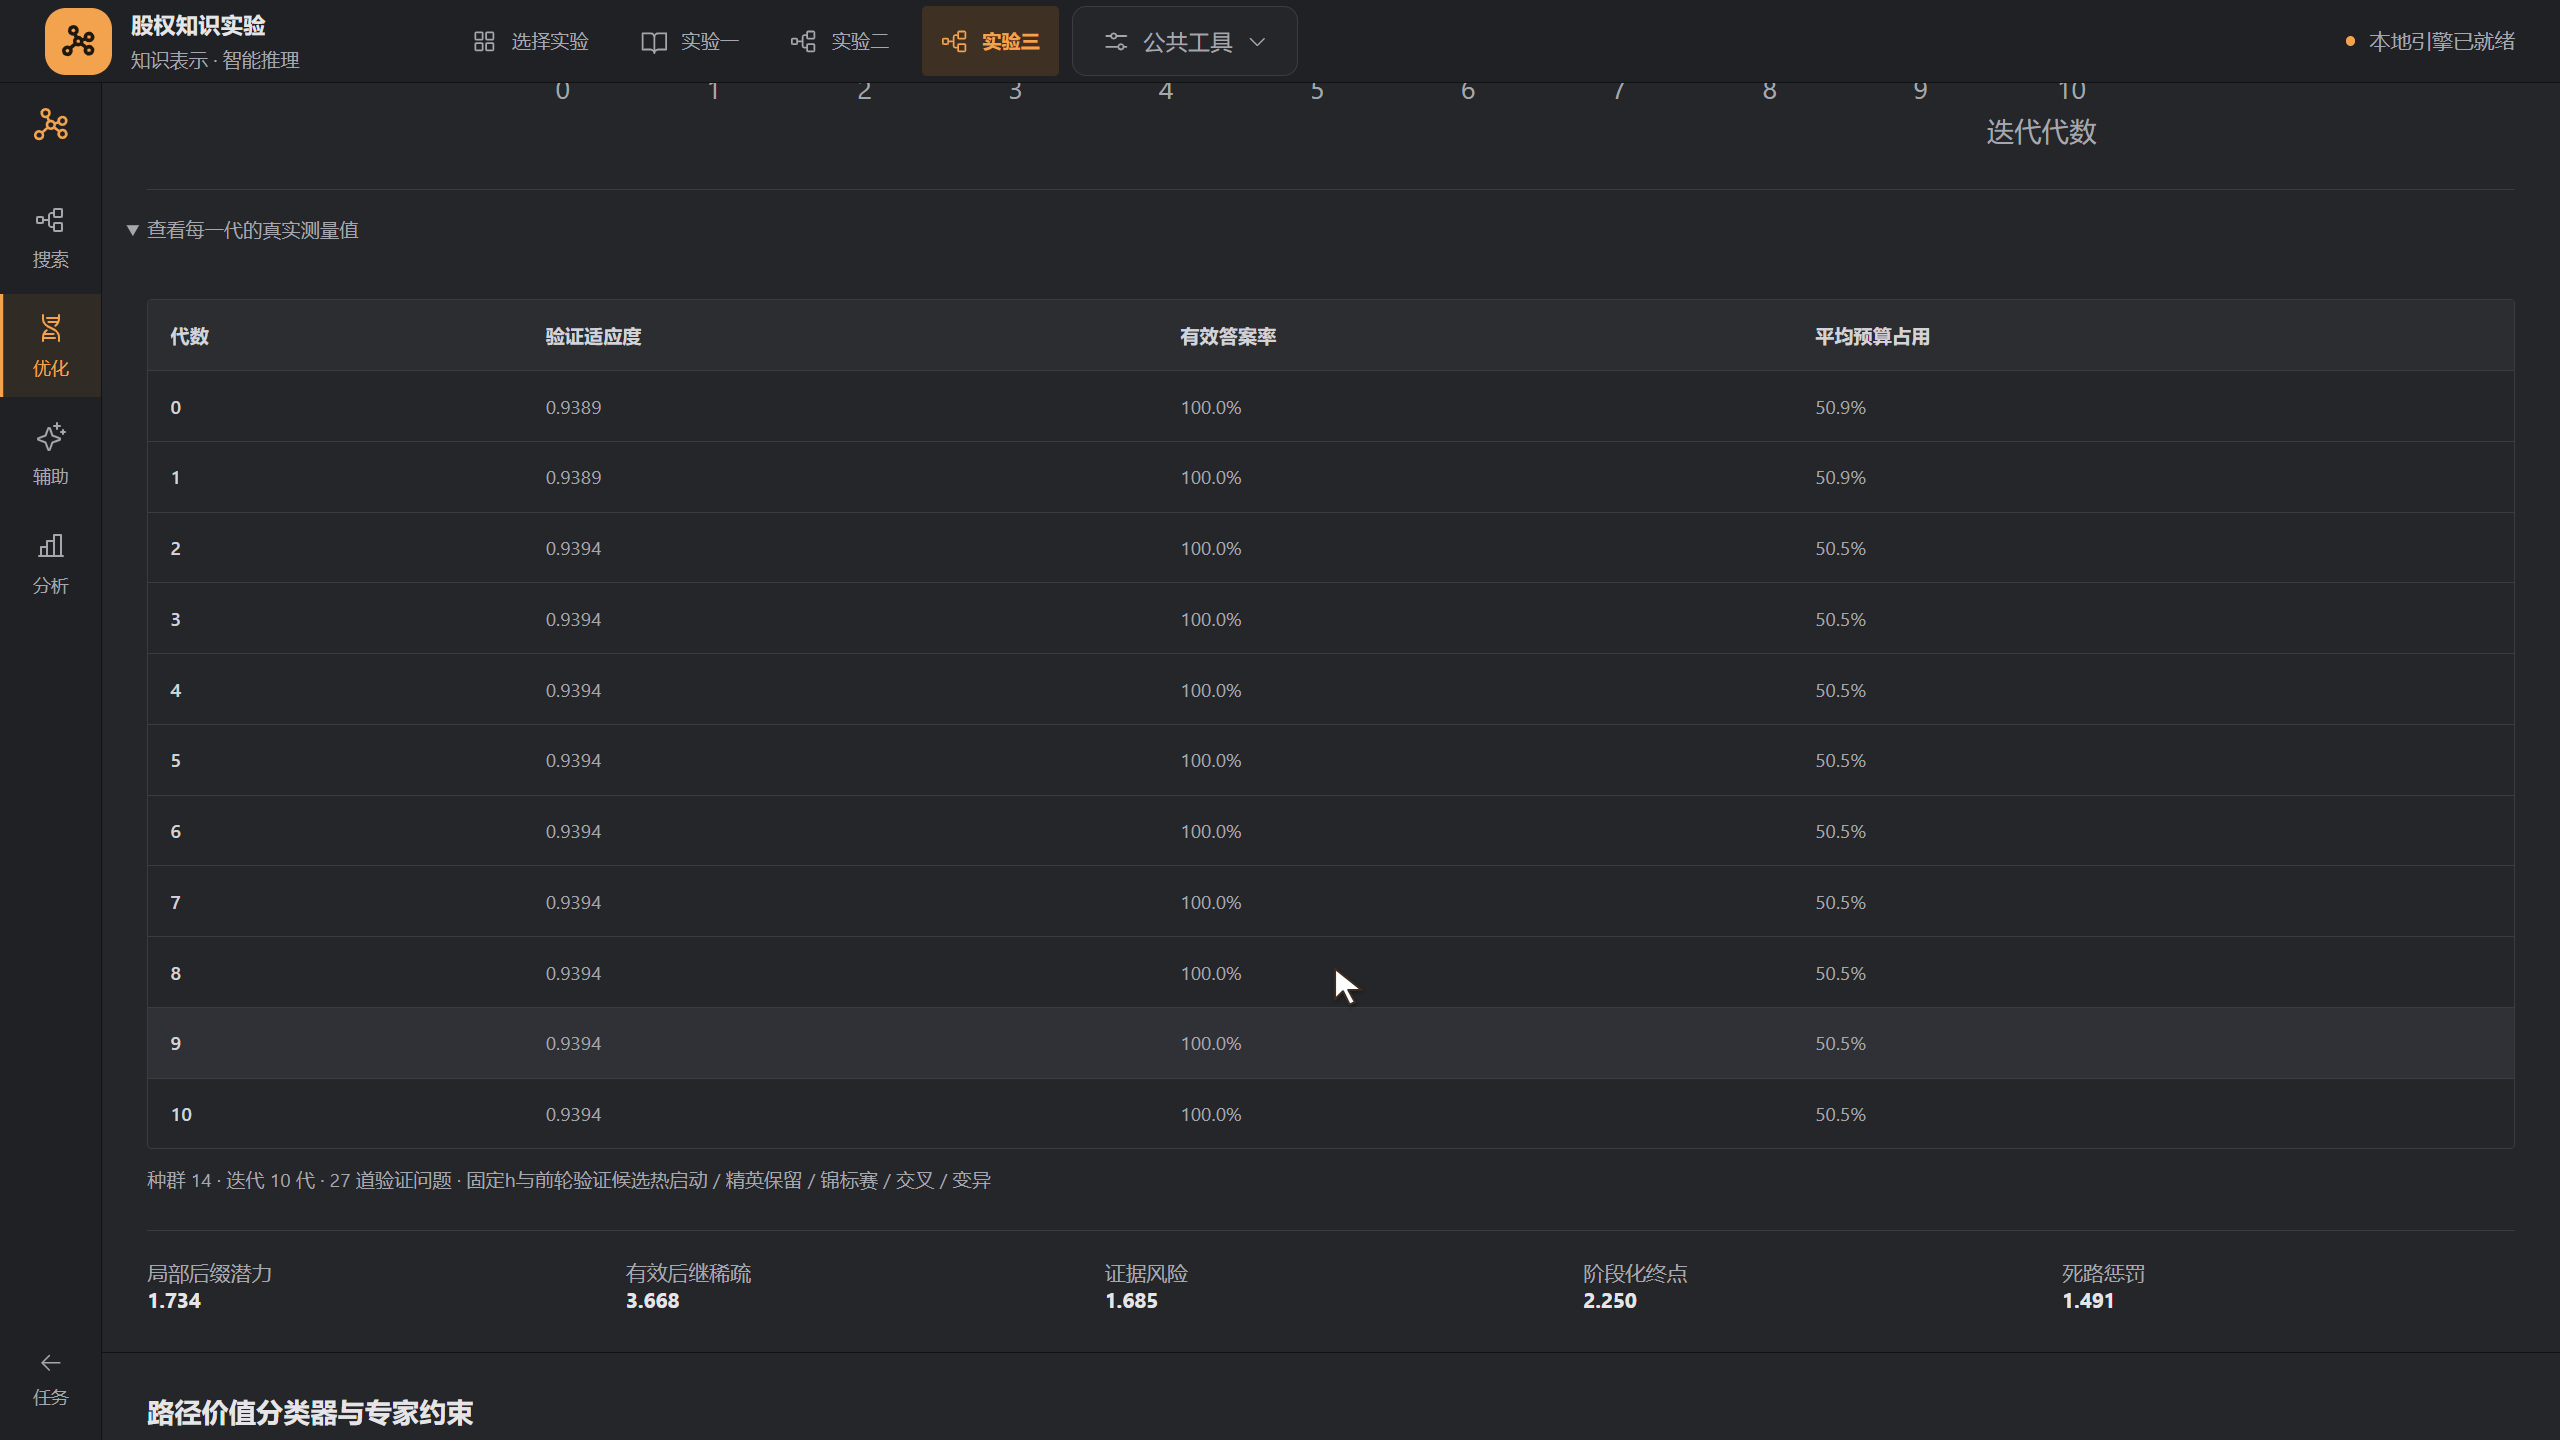 股权知识实验
知识表示 · 智能推理
选择实验
实验一
实验二
实验三
公共工具
本地引擎已就绪
搜索
优化
辅助
分析
任务
0 1 2 3 4 5 6 7 8 9 10
迭代代数
查看每一代的真实测量值
代数 验证适应度 有效答案率 平均预算占用
0 0.9389 100.0% 50.9%
1 0.9389 100.0% 50.9%
2 0.9394 100.0% 50.5%
3 0.9394 100.0% 50.5%
4 0.9394 100.0% 50.5%
5 0.9394 100.0% 50.5%
6 0.9394 100.0% 50.5%
7 0.9394 100.0% 50.5%
8 0.9394 100.0% 50.5%
9 0.9394 100.0% 50.5%
10 0.9394 100.0% 50.5%
种群 14 · 迭代 10 代 · 27 道验证问题 · 固定h与前轮验证候选热启动 / 精英保留 / 锦标赛 / 交叉 / 变异
局部后缀潜力 有效后继稀疏 证据风险 阶段化终点 死路惩罚
1.734 3.668 1.685 2.250 1.491
路径价值分类器与专家约束